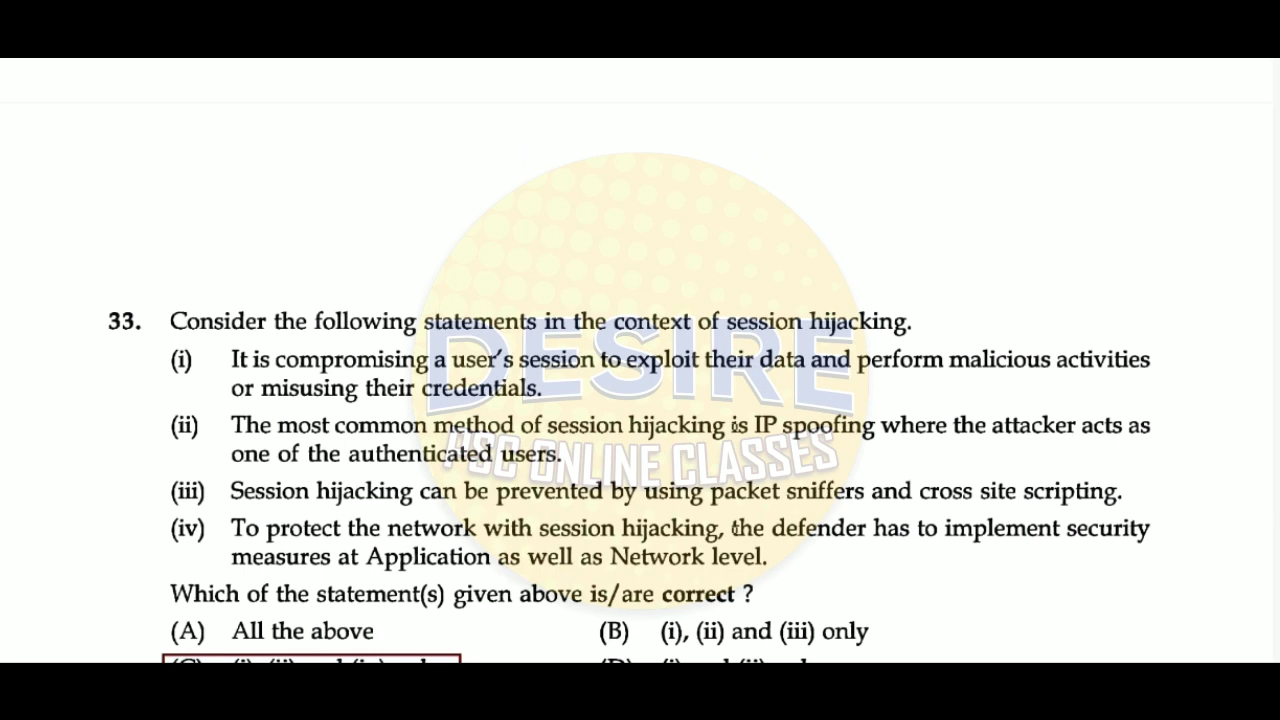 33. Consider the following statements in the context of session hijacking.
(i) It is compromising a user's session to exploit their data and perform malicious activities
or misusing their credentials.
(ii) The most common method of session hijacking is IP spoofing where the attacker acts as
one of the authenticated users.
(iii) Session hijacking can be prevented by using packet sniffers and cross site scripting.
(iv) To protect the network with session hijacking, the defender has to implement security
measures at Application as well as Network level.
Which of the statement(s) given above is/are correct ?
(A) All the above (B) (i), (ii) and (iii) only
DESIRE
PSC ONLINE CLASSES